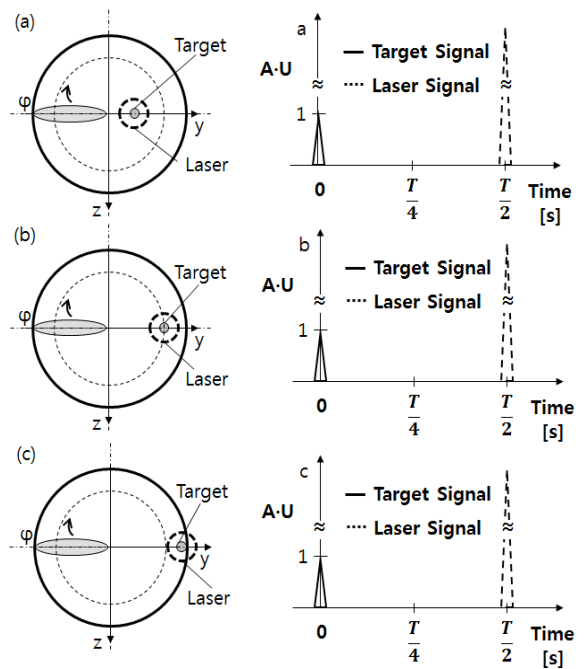 (a)
Target
φ
y
Laser
z
a
A·U
≈
≈
1
Target Signal
Laser Signal
0
T/4
T/2
Time
[s]
(b)
Target
φ
y
Laser
z
b
A·U
≈
≈
1
Target Signal
Laser Signal
0
T/4
T/2
Time
[s]
(c)
Target
φ
y
Laser
z
c
A·U
≈
≈
1
Target Signal
Laser Signal
0
T/4
T/2
Time
[s]